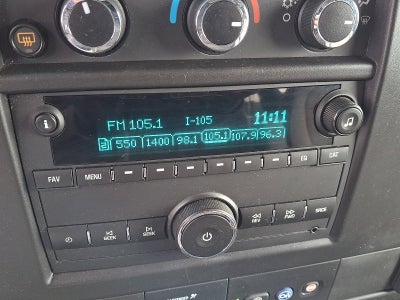 FM 105.1 I-105 11:11
550 1400 98.1 105.1 107.9 96.3
FAV MENU EQ CAT
SEEK SEEK REV FWD SRCE